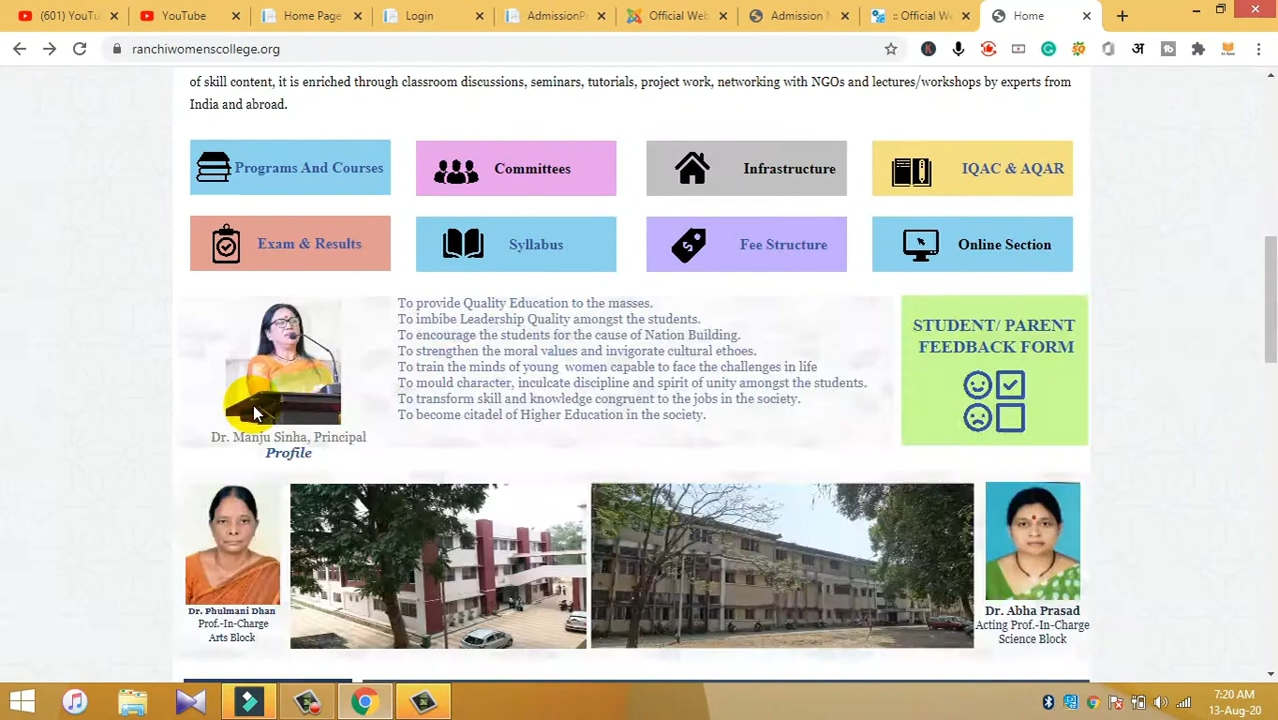 (601) YouTu
YouTube
Home Page
Login
AdmissionP
Official Web
Admission N
:: Official W
Home
ranchiwomenscollege.org
of skill content, it is enriched through classroom discussions, seminars, tutorials, project work, networking with NGOs and lectures/workshops by experts from
India and abroad.
Programs And Courses
Committees
Infrastructure
IQAC & AQAR
Exam & Results
Syllabus
Fee Structure
Online Section
To provide Quality Education to the masses.
To imbibe Leadership Quality amongst the students.
To encourage the students for the cause of Nation Building.
To strengthen the moral values and invigorate cultural ethoes.
To train the minds of young women capable to face the challenges in life
To mould character, inculcate discipline and spirit of unity amongst the students.
To transform skill and knowledge congruent to the jobs in the society.
To become citadel of Higher Education in the society.
STUDENT/ PARENT
FEEDBACK FORM
Dr. Manju Sinha, Principal
Profile
Dr. Phulmani Dhan
Prof.-In-Charge
Arts Block
Dr. Abha Prasad
Acting Prof.-In-Charge
Science Block
7:20 AM
13-Aug-20